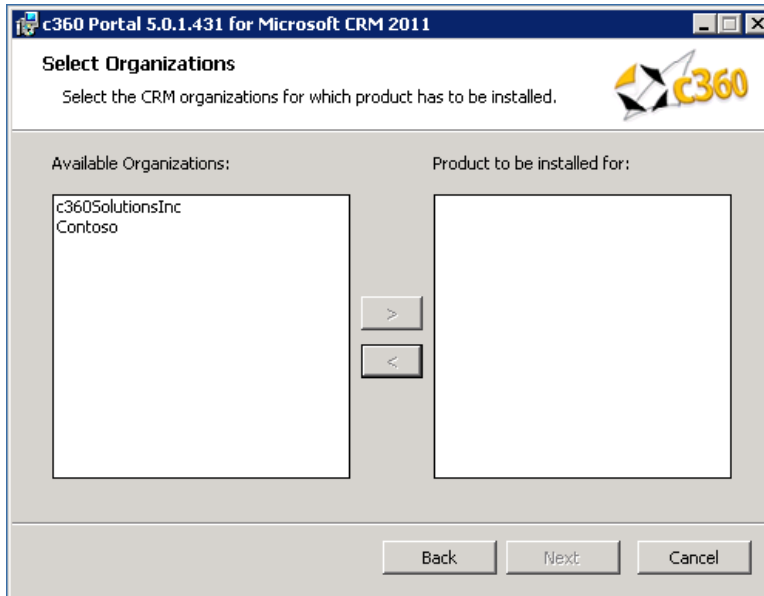 c360 Portal 5.0.1.431 for Microsoft CRM 2011
Select Organizations
Select the CRM organizations for which product has to be installed.
c360
Available Organizations:
Product to be installed for:
c360SolutionsInc
Contoso
>
<
Back
Next
Cancel